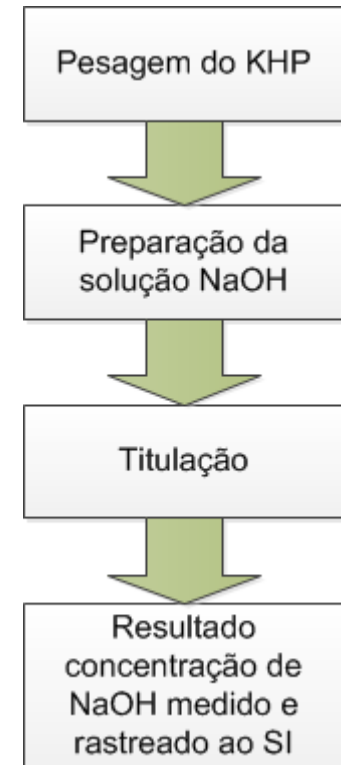 Pesagem do KHP
Preparação da
solução NaOH
Titulação
Resultado
concentração de
NaOH medido e
rastreado ao SI